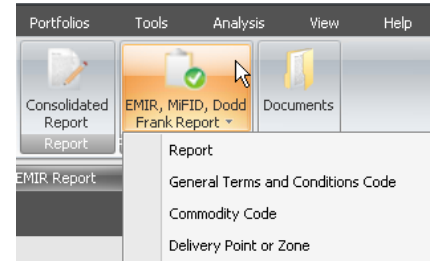 Portfolios Tools Analysis View Help
Consolidated Report
EMIR, MiFID, Dodd Frank Report
Documents
Report
EMIR Report
Report
General Terms and Conditions Code
Commodity Code
Delivery Point or Zone